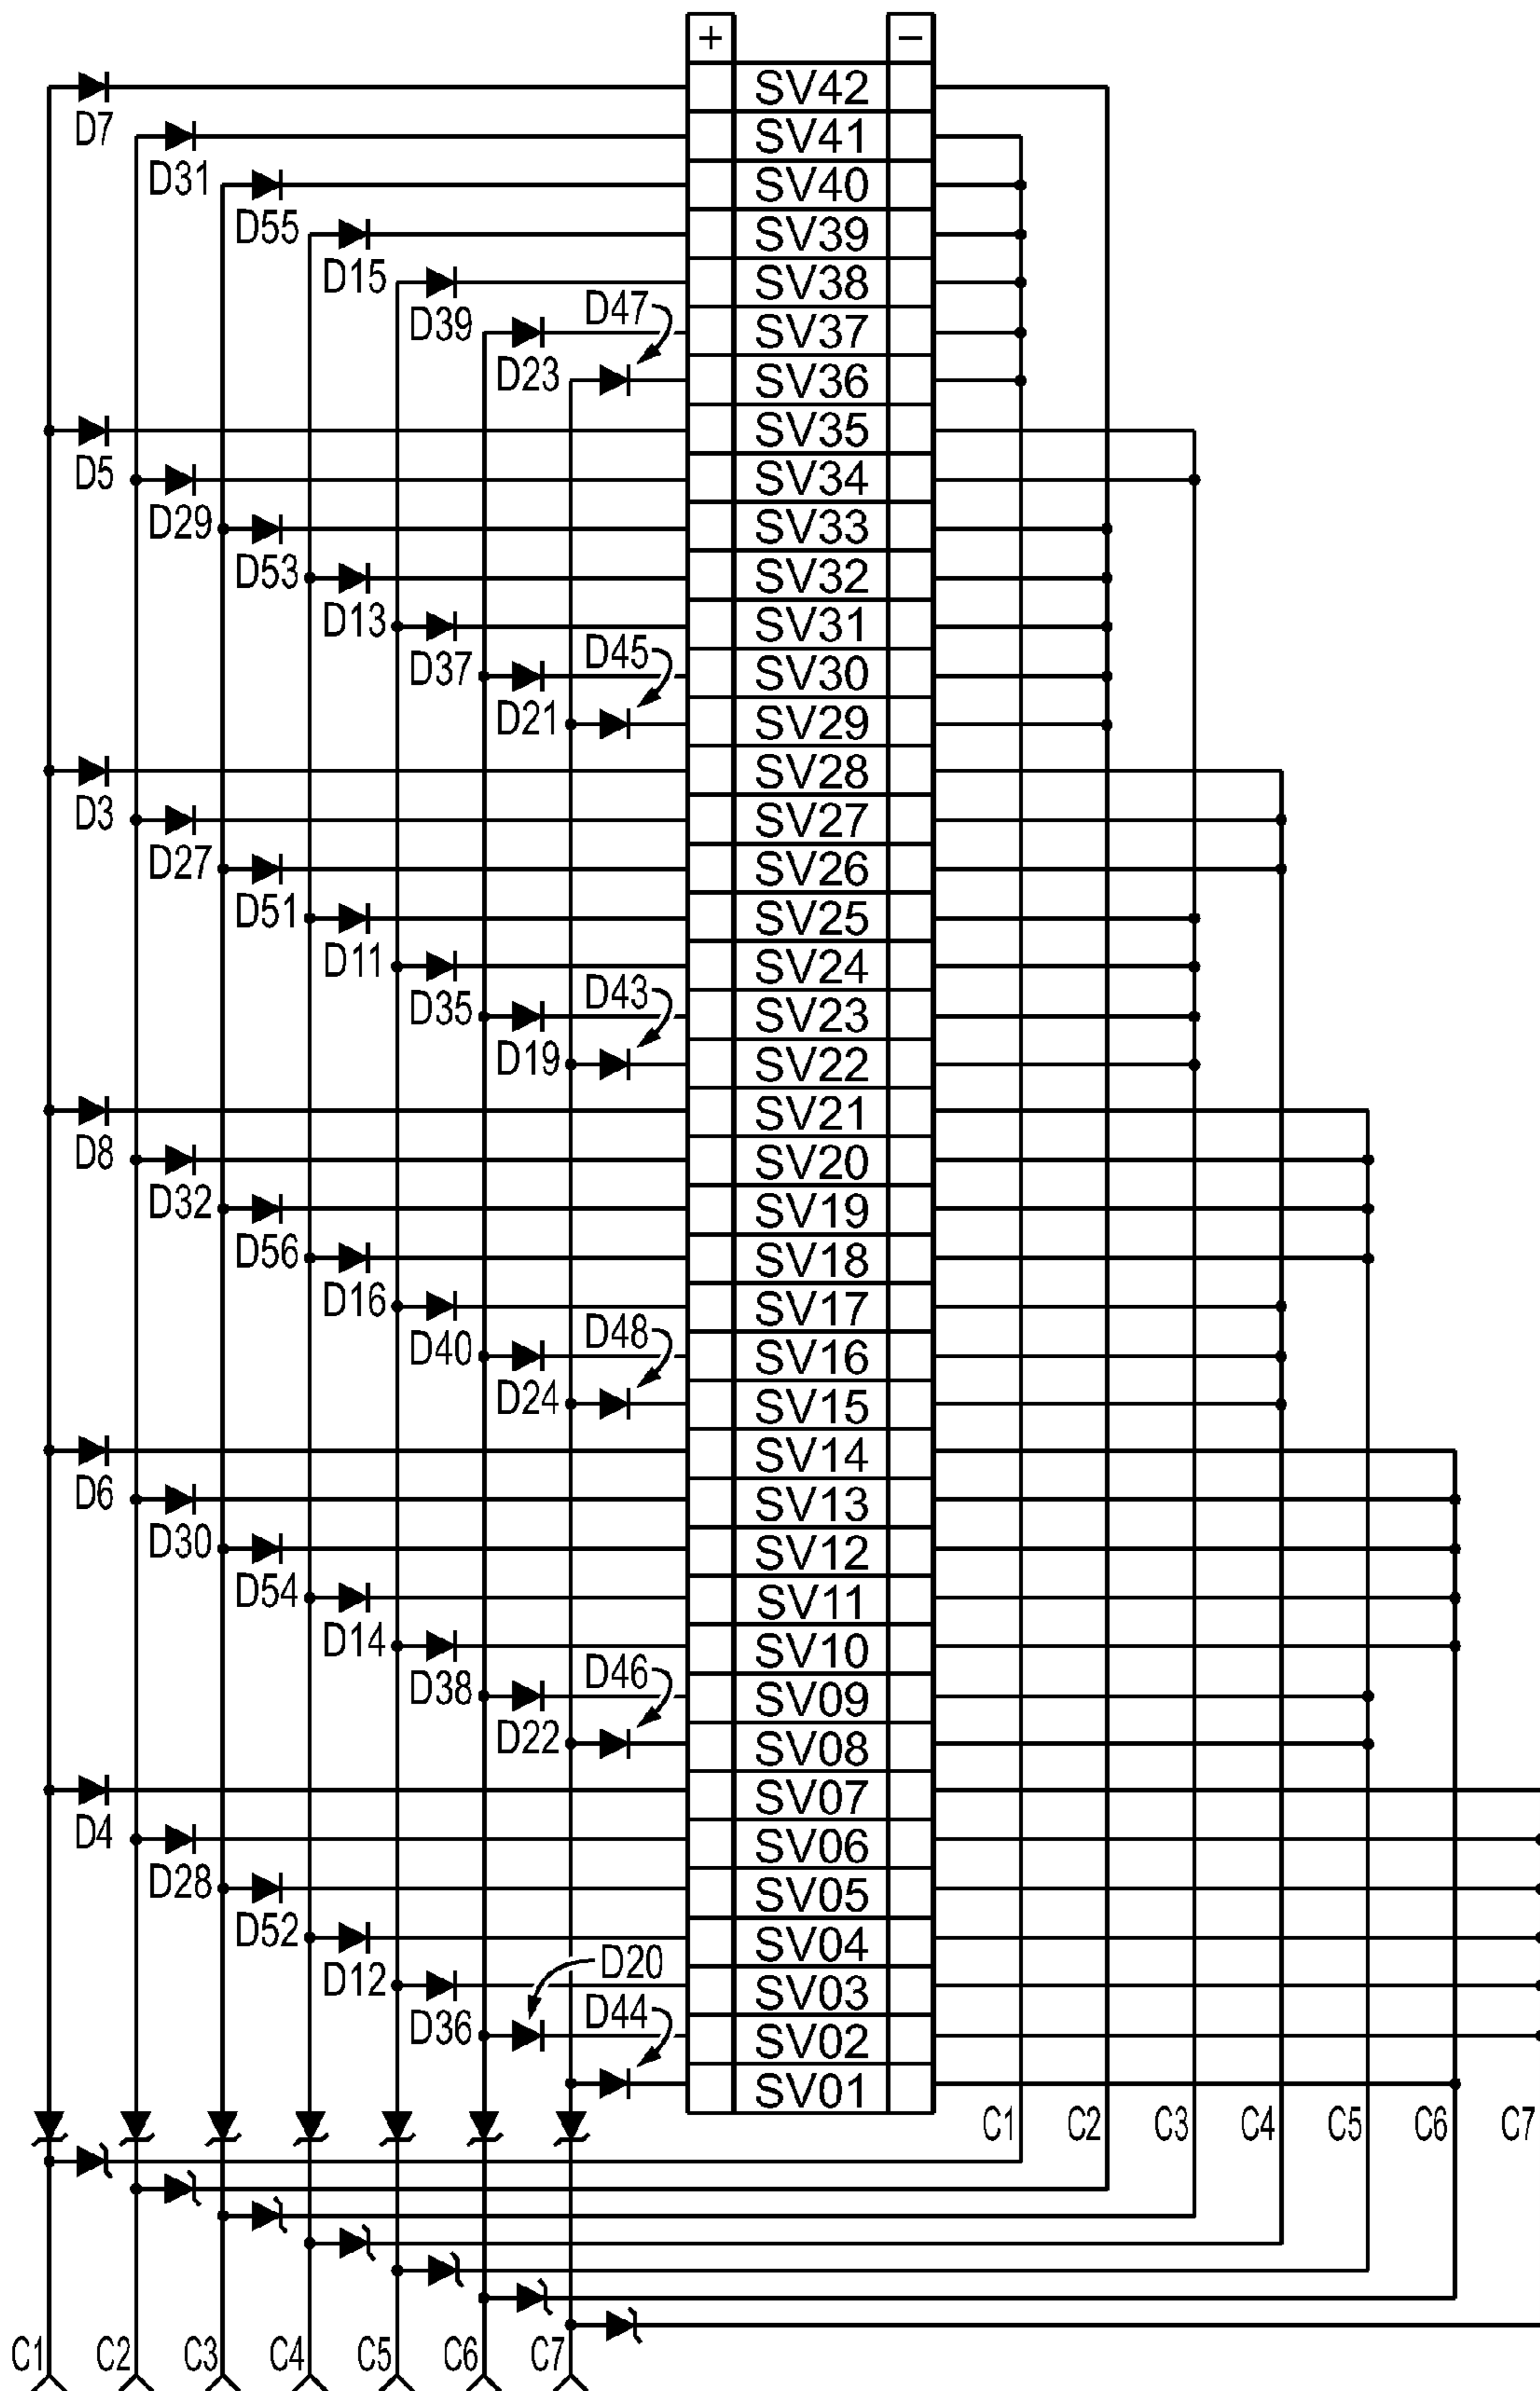 + −
SV42
D7
SV41
D31
SV40
D55
SV39
D15
SV38
D47
D39
SV37
D23
SV36
SV35
D5
SV34
D29
SV33
D53
SV32
D13
SV31
D45
D37
SV30
D21
SV29
SV28
D3
SV27
D27
SV26
D51
SV25
D11
SV24
D43
D35
SV23
D19
SV22
SV21
D8
SV20
D32
SV19
D56
SV18
D16
SV17
D48
D40
SV16
D24
SV15
SV14
D6
SV13
D30
SV12
D54
SV11
D14
SV10
D46
D38
SV09
D22
SV08
SV07
D4
SV06
D28
SV05
D52
SV04
D20
D12
SV03
D44
D36
SV02
SV01
C1 C2 C3 C4 C5 C6 C7
C1 C2 C3 C4 C5 C6 C7